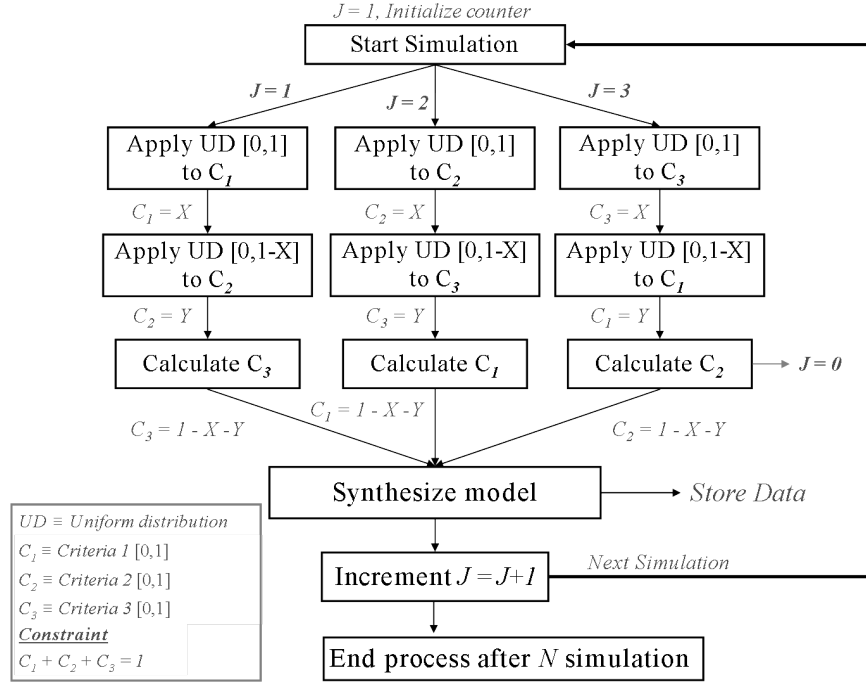 J = 1, Initialize counter
Start Simulation
J = 1
J = 2
J = 3
Apply UD [0,1]
to C1
Apply UD [0,1]
to C2
Apply UD [0,1]
to C3
C1 = X
C2 = X
C3 = X
Apply UD [0,1-X]
to C2
Apply UD [0,1-X]
to C3
Apply UD [0,1-X]
to C1
C2 = Y
C3 = Y
C1 = Y
Calculate C3
Calculate C1
Calculate C2
J = 0
C3 = 1 - X - Y
C1 = 1 - X - Y
C2 = 1 - X - Y
Synthesize model
Store Data
Increment J = J+1
Next Simulation
End process after N simulation
UD ≡ Uniform distribution
C1 ≡ Criteria 1 [0,1]
C2 ≡ Criteria 2 [0,1]
C3 ≡ Criteria 3 [0,1]
Constraint
C1 + C2 + C3 = 1